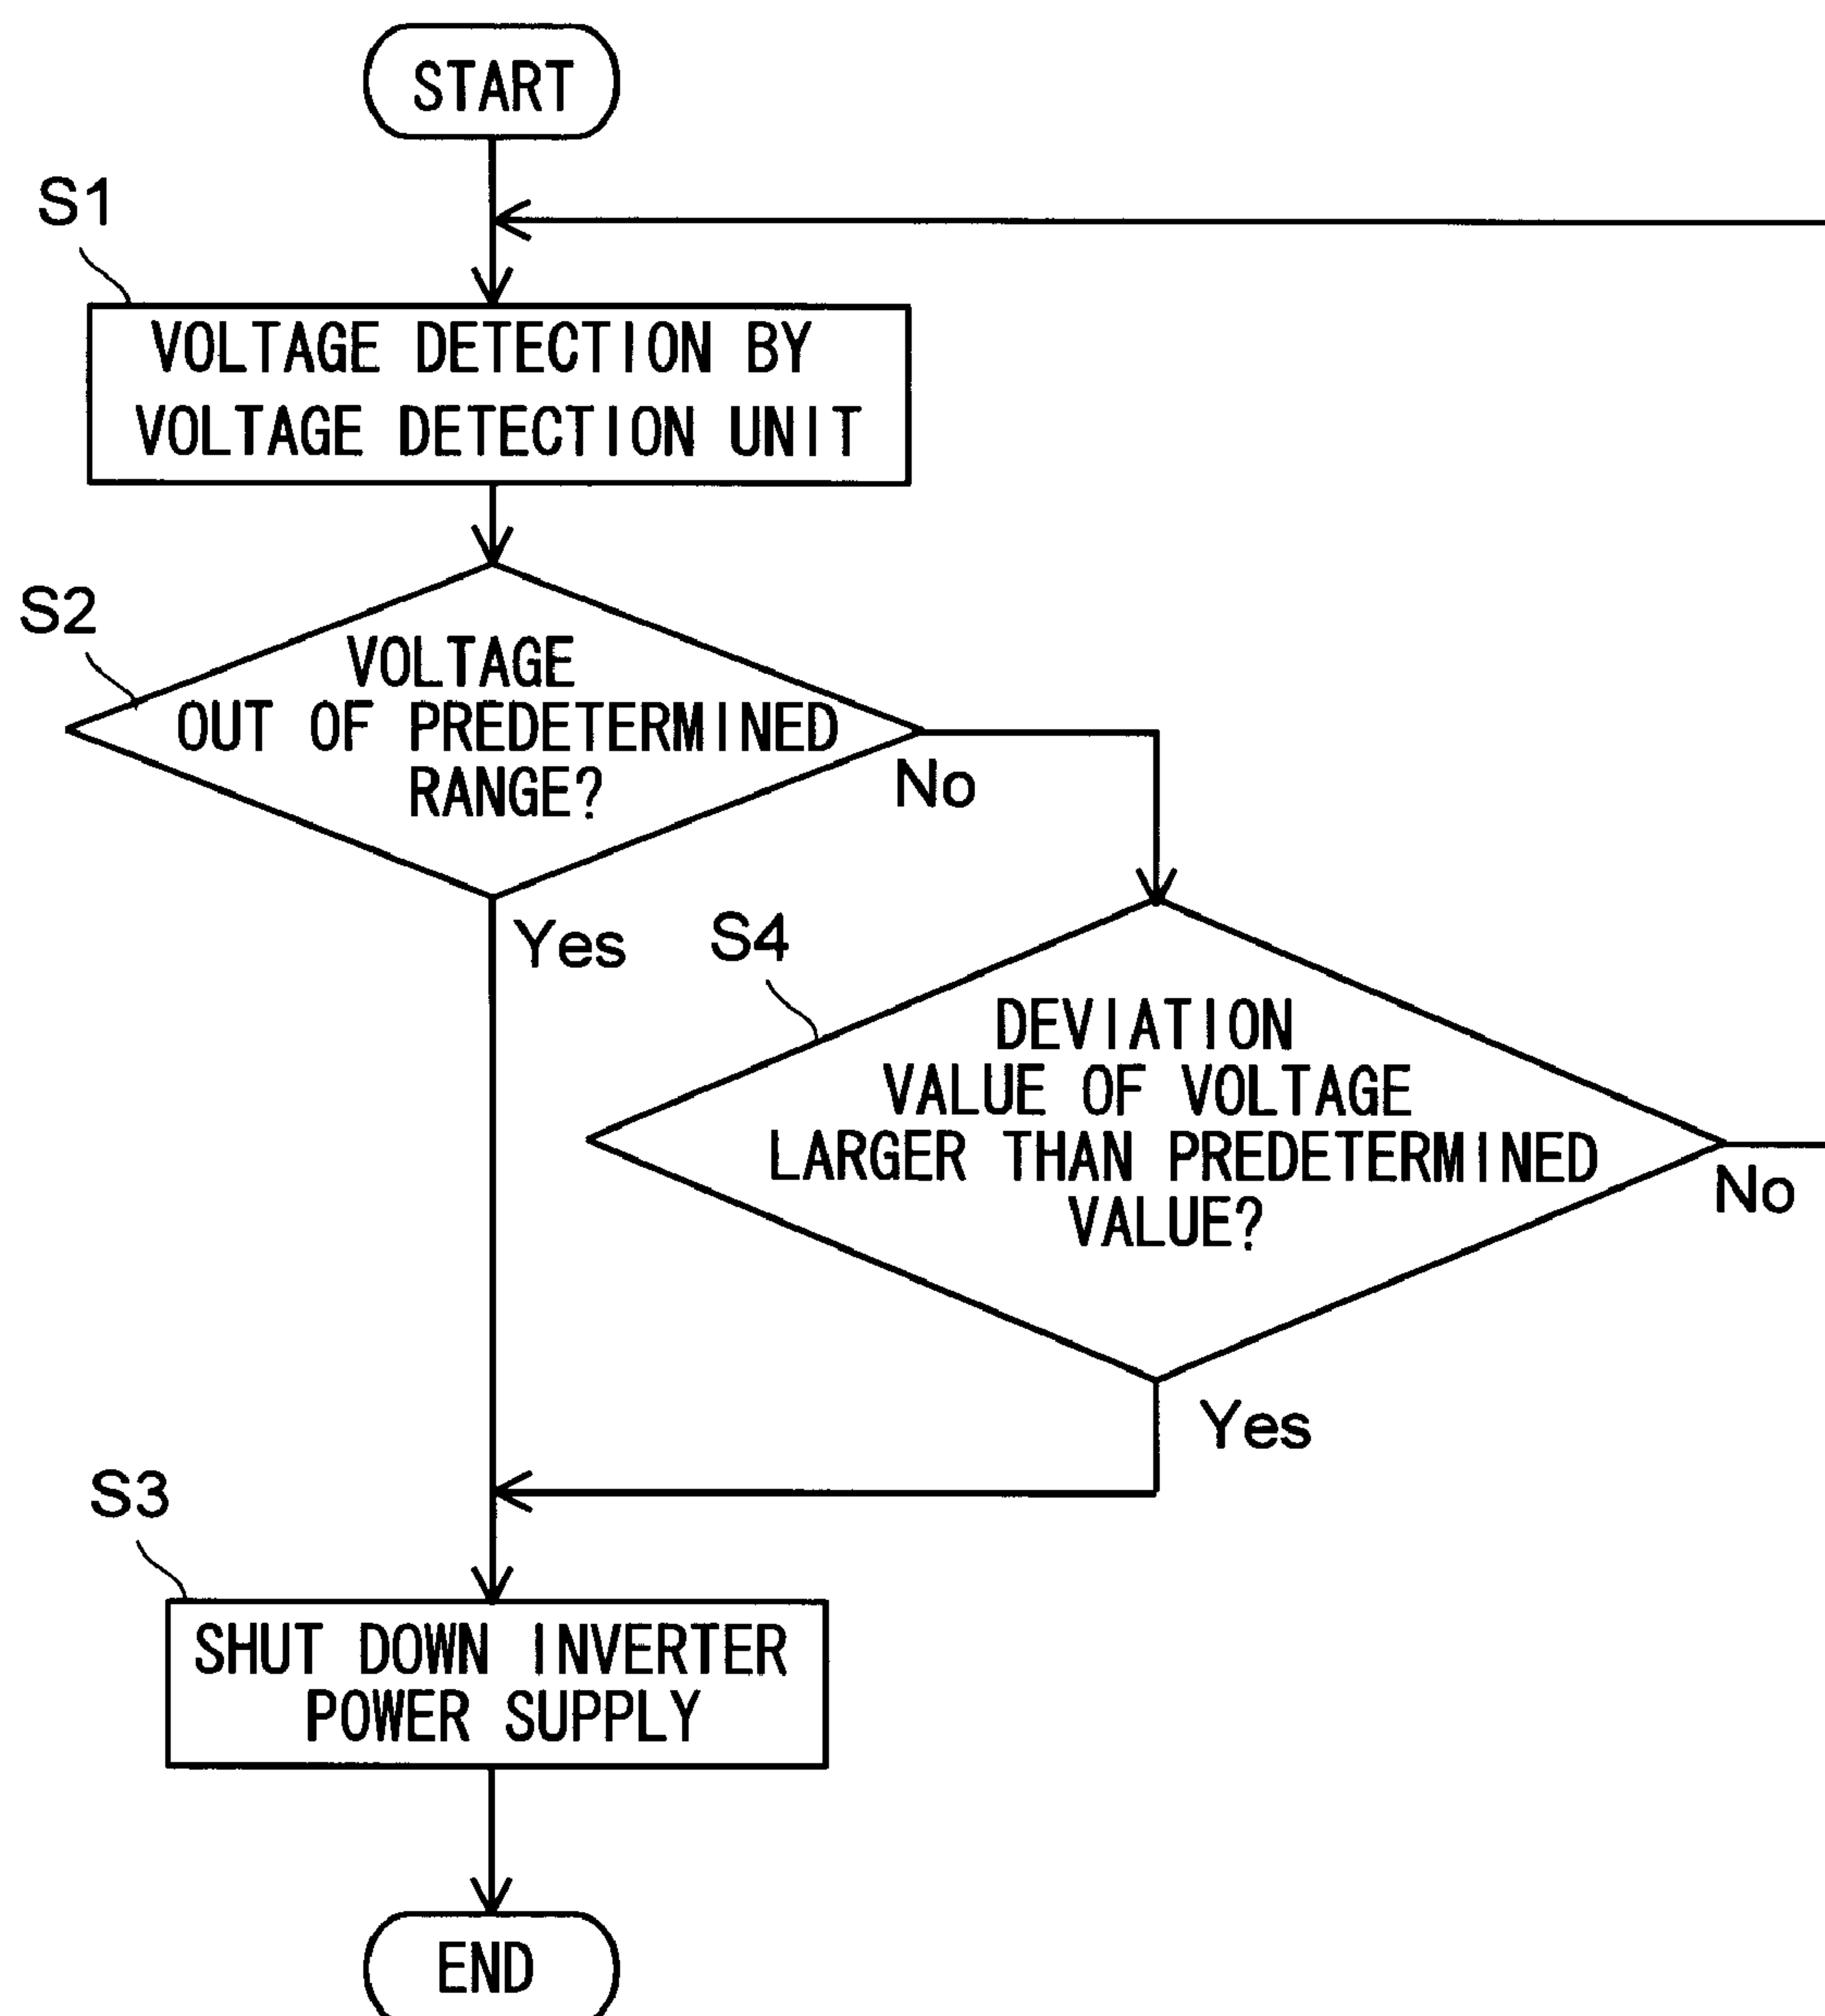 START
S1
VOLTAGE DETECTION BY
VOLTAGE DETECTION UNIT
S2
VOLTAGE
OUT OF PREDETERMINED
RANGE?
No
Yes
S4
DEVIATION
VALUE OF VOLTAGE
LARGER THAN PREDETERMINED
VALUE?
No
Yes
S3
SHUT DOWN INVERTER
POWER SUPPLY
END